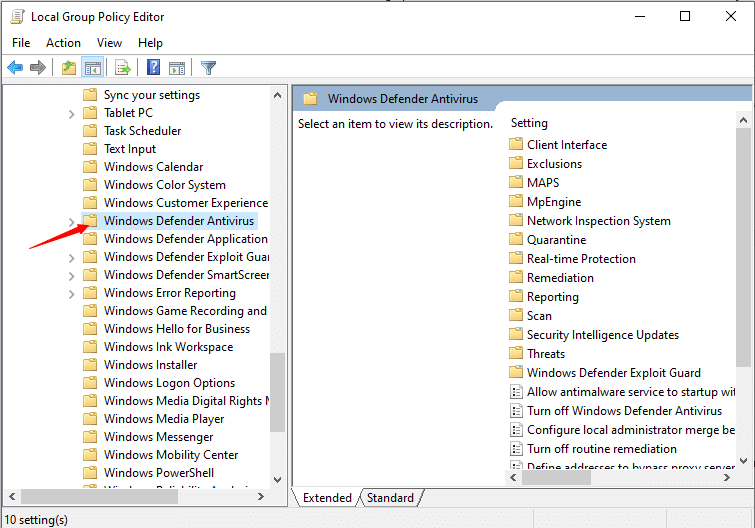 Local Group Policy Editor
File Action View Help
Sync your settings
Tablet PC
Task Scheduler
Text Input
Windows Calendar
Windows Color System
Windows Customer Experience
Windows Defender Antivirus
Windows Defender Application
Windows Defender Exploit Gua
Windows Defender SmartScreen
Windows Error Reporting
Windows Game Recording and
Windows Hello for Business
Windows Ink Workspace
Windows Installer
Windows Logon Options
Windows Media Digital Rights M
Windows Media Player
Windows Messenger
Windows Mobility Center
Windows PowerShell
Windows Defender Antivirus
Select an item to view its description.
Setting
Client Interface
Exclusions
MAPS
MpEngine
Network Inspection System
Quarantine
Real-time Protection
Remediation
Reporting
Scan
Security Intelligence Updates
Threats
Windows Defender Exploit Guard
Allow antimalware service to startup wit
Turn off Windows Defender Antivirus
Configure local administrator merge be
Turn off routine remediation
Define addresses to bypass proxy server
Extended Standard
10 setting(s)